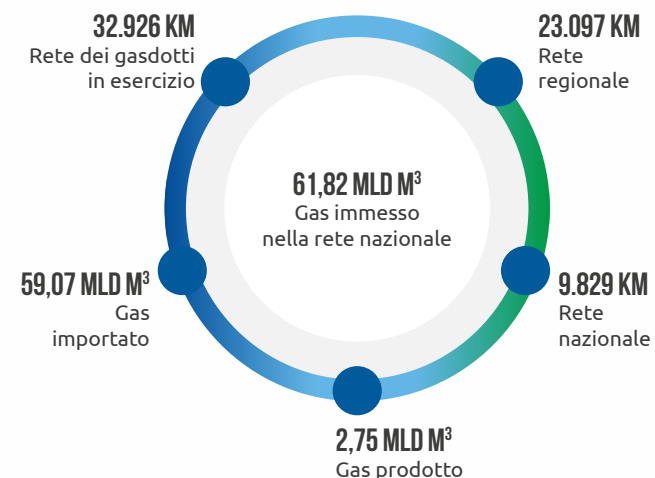 32.926 KM
Rete dei gasdotti
in esercizio
23.097 KM
Rete
regionale
61,82 MLD M³
Gas immesso
nella rete nazionale
59,07 MLD M³
Gas
importato
9.829 KM
Rete
nazionale
2,75 MLD M³
Gas prodotto